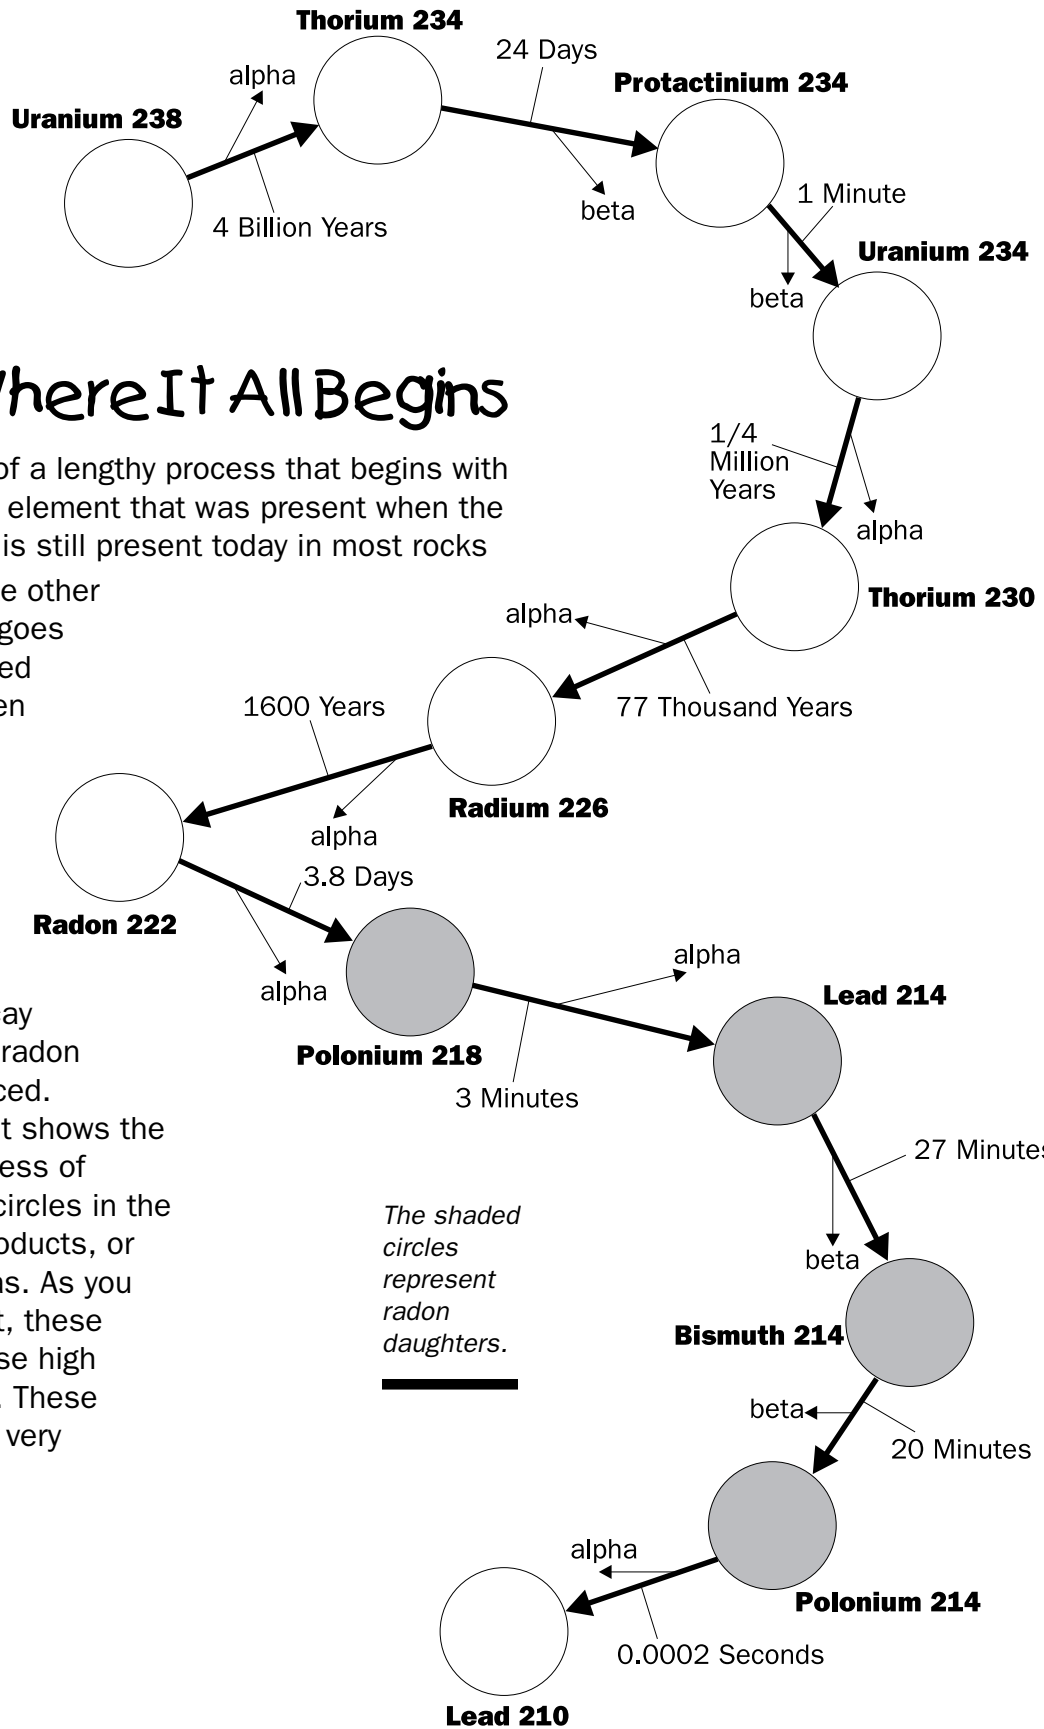 Thorium 234
24 Days
alpha
Protactinium 234
Uranium 238
1 Minute
beta
4 Billion Years
Uranium 234
beta
Where It All Begins
1/4
Million
Years
of a lengthy process that begins with
element that was present when the
is still present today in most rocks
alpha
e other
goes
ed
en
Thorium 230
alpha
1600 Years
77 Thousand Years
Radium 226
alpha
3.8 Days
Radon 222
alpha
alpha
Lead 214
ay
radon
ced.
t shows the
ess of
circles in the
oducts, or
ns. As you
t, these
se high
. These
very
Polonium 218
3 Minutes
27 Minutes
The shaded
circles
represent
radon
daughters.
beta
Bismuth 214
beta
20 Minutes
alpha
Polonium 214
0.0002 Seconds
Lead 210